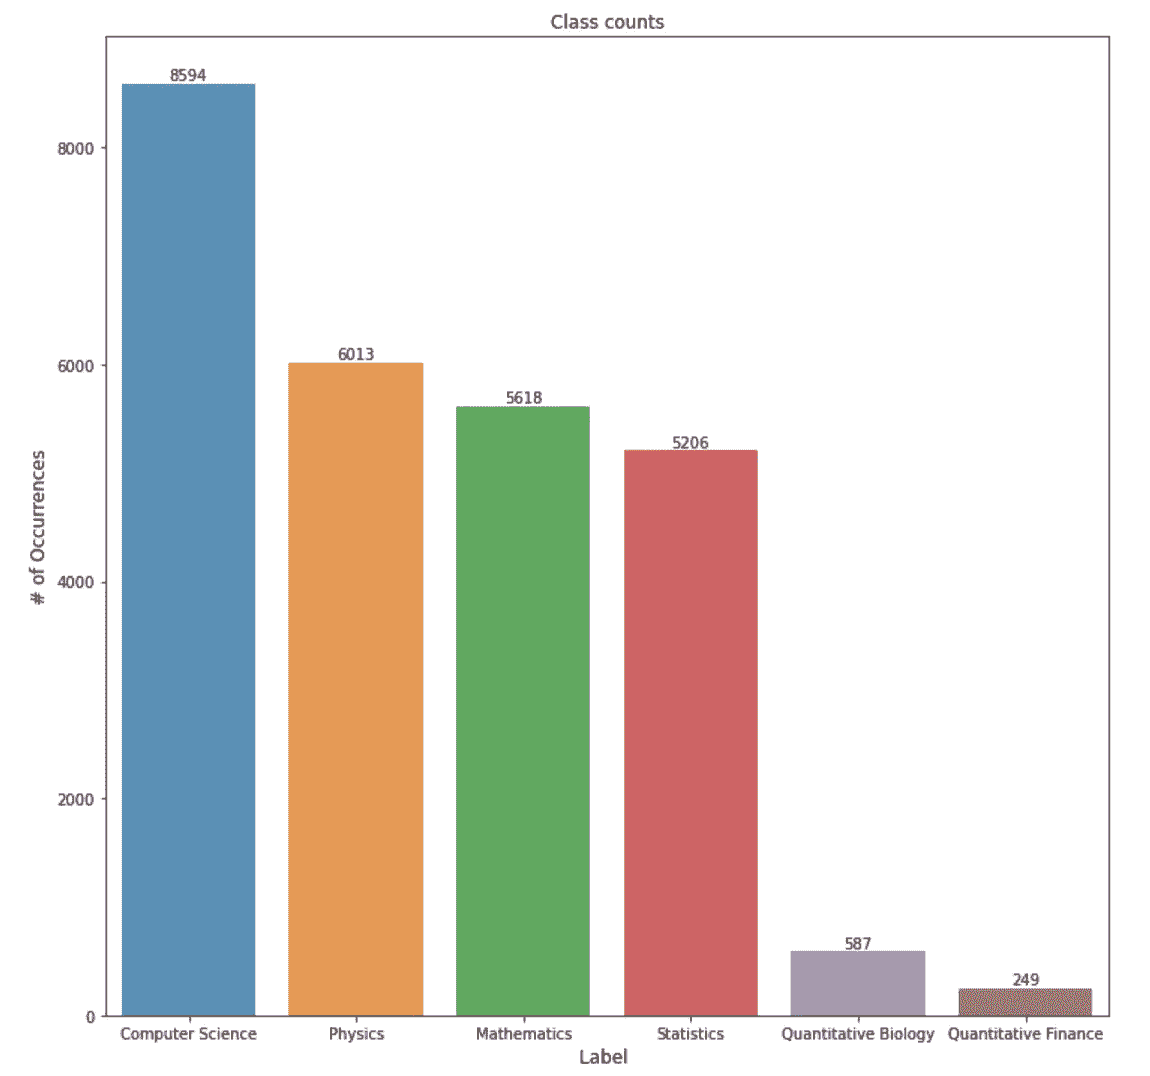 Class counts
8594
8000
6013
6000
5618
5206
# of Occurrences
4000
2000
587
249
0
Computer Science Physics Mathematics Statistics Quantitative Biology Quantitative Finance
Label